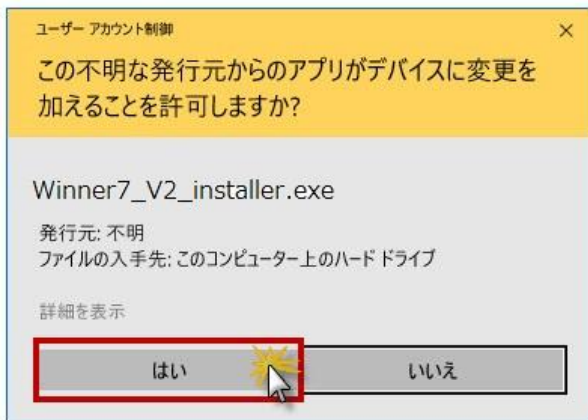 ユーザー アカウント制御
この不明な発行元からのアプリがデバイスに変更を
加えることを許可しますか?
Winner7_V2_installer.exe
発行元: 不明
ファイルの入手先: このコンピューター上のハード ドライブ
詳細を表示
はい
いいえ